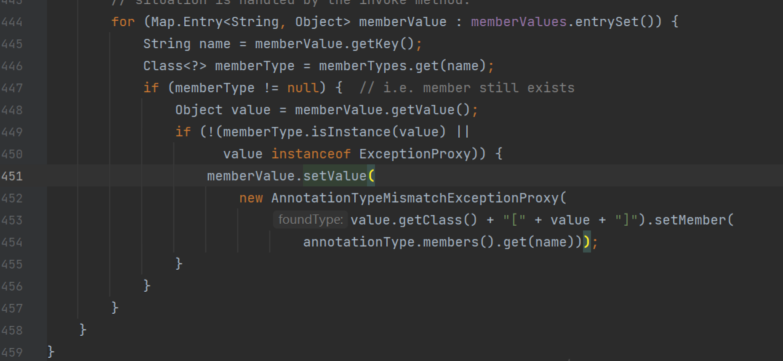 443 // situation is handled by the invoke method.
444 for (Map.Entry<String, Object> memberValue : memberValues.entrySet()) {
445 String name = memberValue.getKey();
446 Class<?> memberType = memberTypes.get(name);
447 if (memberType != null) {  // i.e. member still exists
448 Object value = memberValue.getValue();
449 if (!(memberType.isInstance(value) ||
450 value instanceof ExceptionProxy)) {
451 memberValue.setValue(
452 new AnnotationTypeMismatchExceptionProxy(
453 foundType: value.getClass() + "[" + value + "]").setMember(
454 annotationType.members().get(name)));
455 }
456 }
457 }
458 }
459 }